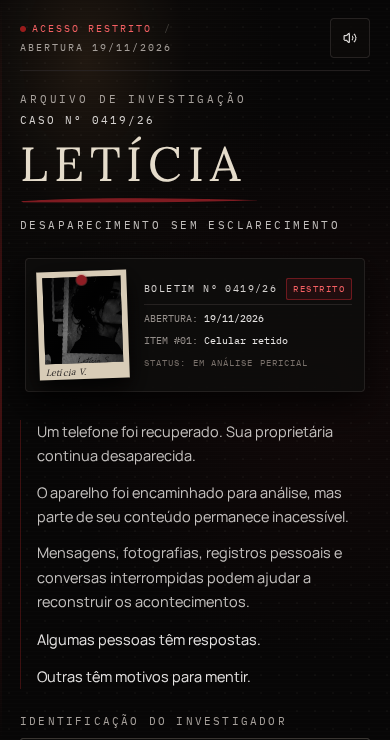 ACESSO RESTRITO /
ABERTURA 19/11/2026
ARQUIVO DE INVESTIGAÇÃO
CASO Nº 0419/26
LETÍCIA
DESAPARECIMENTO SEM ESCLARECIMENTO
BOLETIM Nº 0419/26 RESTRITO
ABERTURA: 19/11/2026
ITEM #01: Celular retido
STATUS: EM ANÁLISE PERICIAL
Letícia V.
Um telefone foi recuperado. Sua proprietária
continua desaparecida.
O aparelho foi encaminhado para análise, mas
parte de seu conteúdo permanece inacessível.
Mensagens, fotografias, registros pessoais e
conversas interrompidas podem ajudar a
reconstruir os acontecimentos.
Algumas pessoas têm respostas.
Outras têm motivos para mentir.
IDENTIFICAÇÃO DO INVESTIGADOR